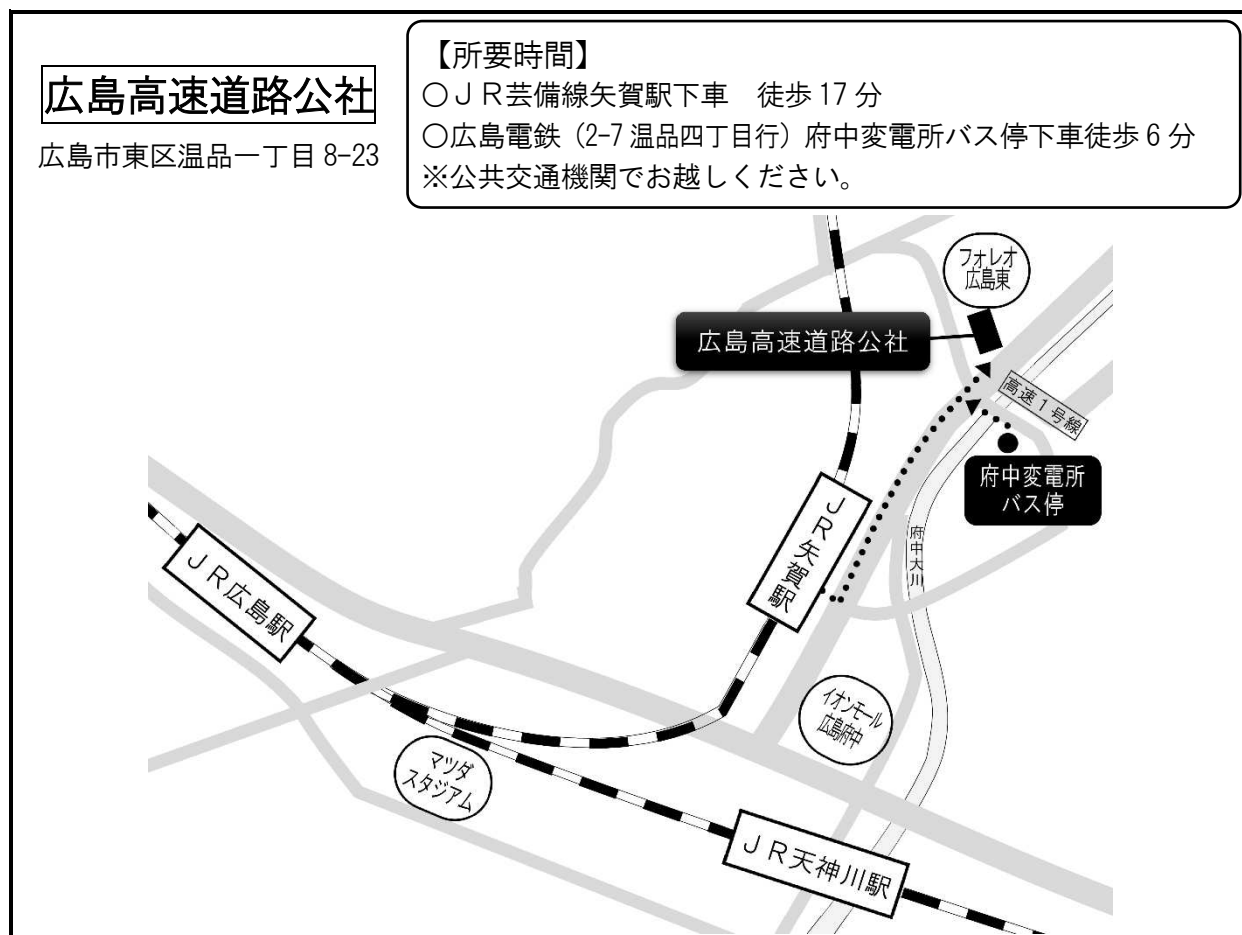 広島高速道路公社
広島市東区温品一丁目8-23
【所要時間】
○ＪＲ芸備線矢賀駅下車　徒歩17分
○広島電鉄（2-7温品四丁目行）府中変電所バス停下車徒歩6分
※公共交通機関でお越しください。
フォレオ
広島東
広島高速道路公社
高速１号線
府中変電所
バス停
ＪＲ矢賀駅
府中大川
ＪＲ広島駅
イオンモール
広島府中
マツダ
スタジアム
ＪＲ天神川駅